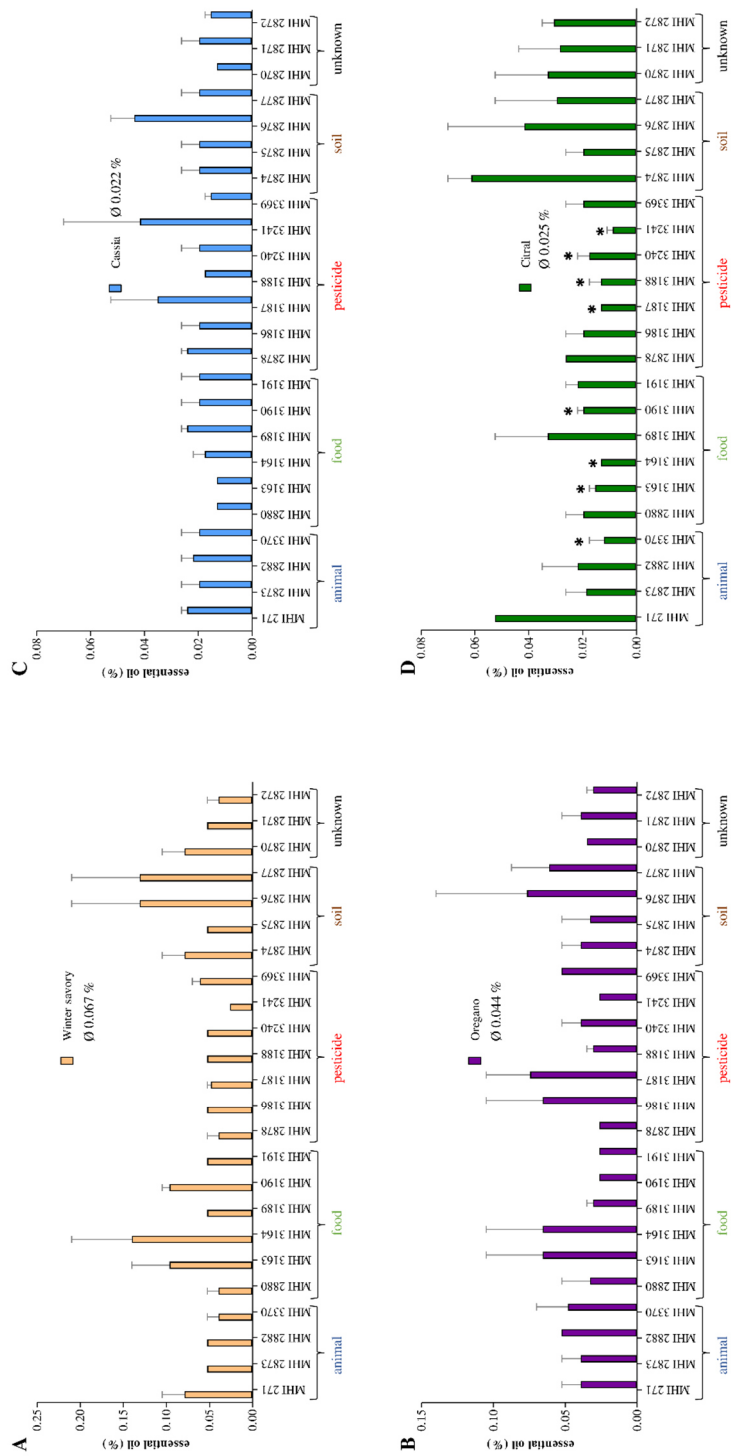 A
essential oil (%)
0.25
0.20
0.15
0.10
0.05
0.00
Winter savory
Ø 0.067 %
MHI 271
MHI 2873
MHI 2882
MHI 3370
MHI 2880
MHI 3163
MHI 3164
MHI 3189
MHI 3190
MHI 3191
MHI 2878
MHI 3186
MHI 3187
MHI 3188
MHI 3240
MHI 3241
MHI 3369
MHI 2874
MHI 2875
MHI 2876
MHI 2877
MHI 2870
MHI 2871
MHI 2872
animal food pesticide soil unknown
C
essential oil (%)
0.08
0.06
0.04
0.02
0.00
Cassia
Ø 0.022 %
MHI 271
MHI 2873
MHI 2882
MHI 3370
MHI 2880
MHI 3163
MHI 3164
MHI 3189
MHI 3190
MHI 3191
MHI 2878
MHI 3186
MHI 3187
MHI 3188
MHI 3240
MHI 3241
MHI 3369
MHI 2874
MHI 2875
MHI 2876
MHI 2877
MHI 2870
MHI 2871
MHI 2872
animal food pesticide soil unknown
B
essential oil (%)
0.15
0.10
0.05
0.00
Oregano
Ø 0.044 %
MHI 271
MHI 2873
MHI 2882
MHI 3370
MHI 2880
MHI 3163
MHI 3164
MHI 3189
MHI 3190
MHI 3191
MHI 2878
MHI 3186
MHI 3187
MHI 3188
MHI 3240
MHI 3241
MHI 3369
MHI 2874
MHI 2875
MHI 2876
MHI 2877
MHI 2870
MHI 2871
MHI 2872
animal food pesticide soil unknown
D
essential oil (%)
0.08
0.06
0.04
0.02
0.00
Citral
Ø 0.025 %
* * * * * * * *
MHI 271
MHI 2873
MHI 2882
MHI 3370
MHI 2880
MHI 3163
MHI 3164
MHI 3189
MHI 3190
MHI 3191
MHI 2878
MHI 3186
MHI 3187
MHI 3188
MHI 3240
MHI 3241
MHI 3369
MHI 2874
MHI 2875
MHI 2876
MHI 2877
MHI 2870
MHI 2871
MHI 2872
animal food pesticide soil unknown